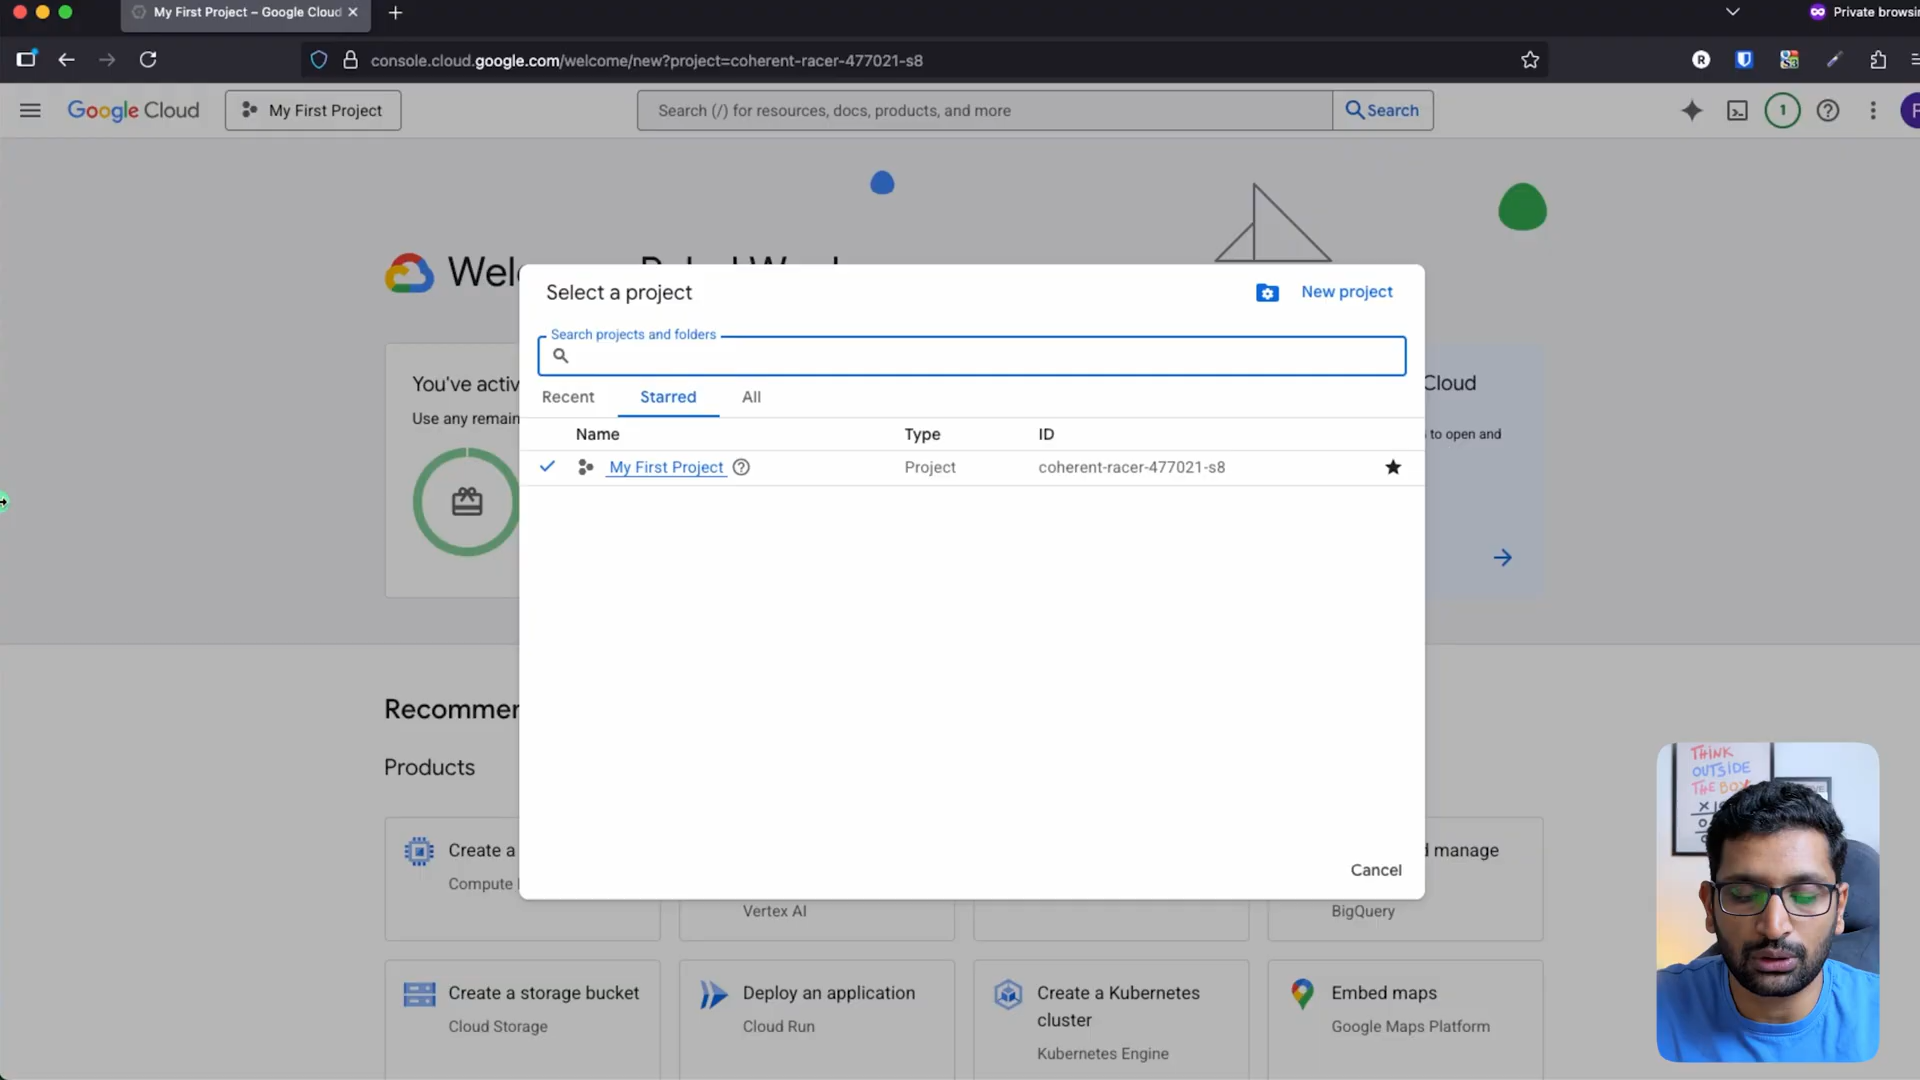 My First Project – Google Cloud
Private browsi
console.cloud.google.com/welcome/new?project=coherent-racer-477021-s8
R
Google Cloud
My First Project
Search (/) for resources, docs, products, and more
Search
1
F
Wel
Select a project
New project
Search projects and folders
You've activ
Cloud
Recent
Starred
All
Use any remain
to open and
Name
Type
ID
My First Project
Project
coherent-racer-477021-s8
Recommen
Products
THINK
OUTSIDE
THE BOX
Create a
Compute
manage
Cancel
Vertex AI
BigQuery
Create a storage bucket
Cloud Storage
Deploy an application
Cloud Run
Create a Kubernetes
cluster
Kubernetes Engine
Embed maps
Google Maps Platform